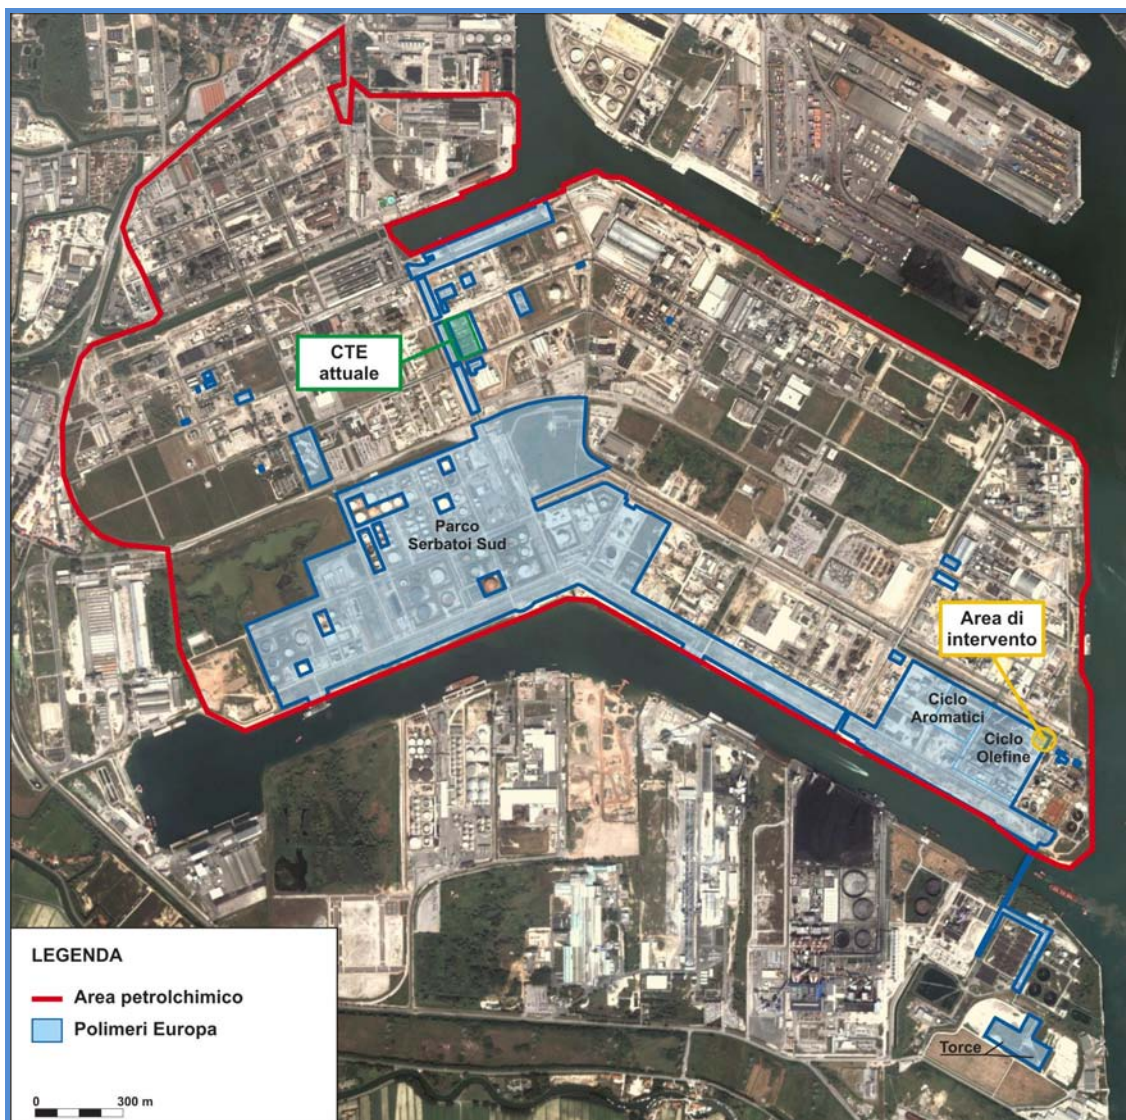 CTE
attuale
Parco
Serbatoi Sud
Area di
intervento
Ciclo
Aromatici
Ciclo
Olefine
Torce
LEGENDA
Area petrolchimico
Polimeri Europa
0
300 m